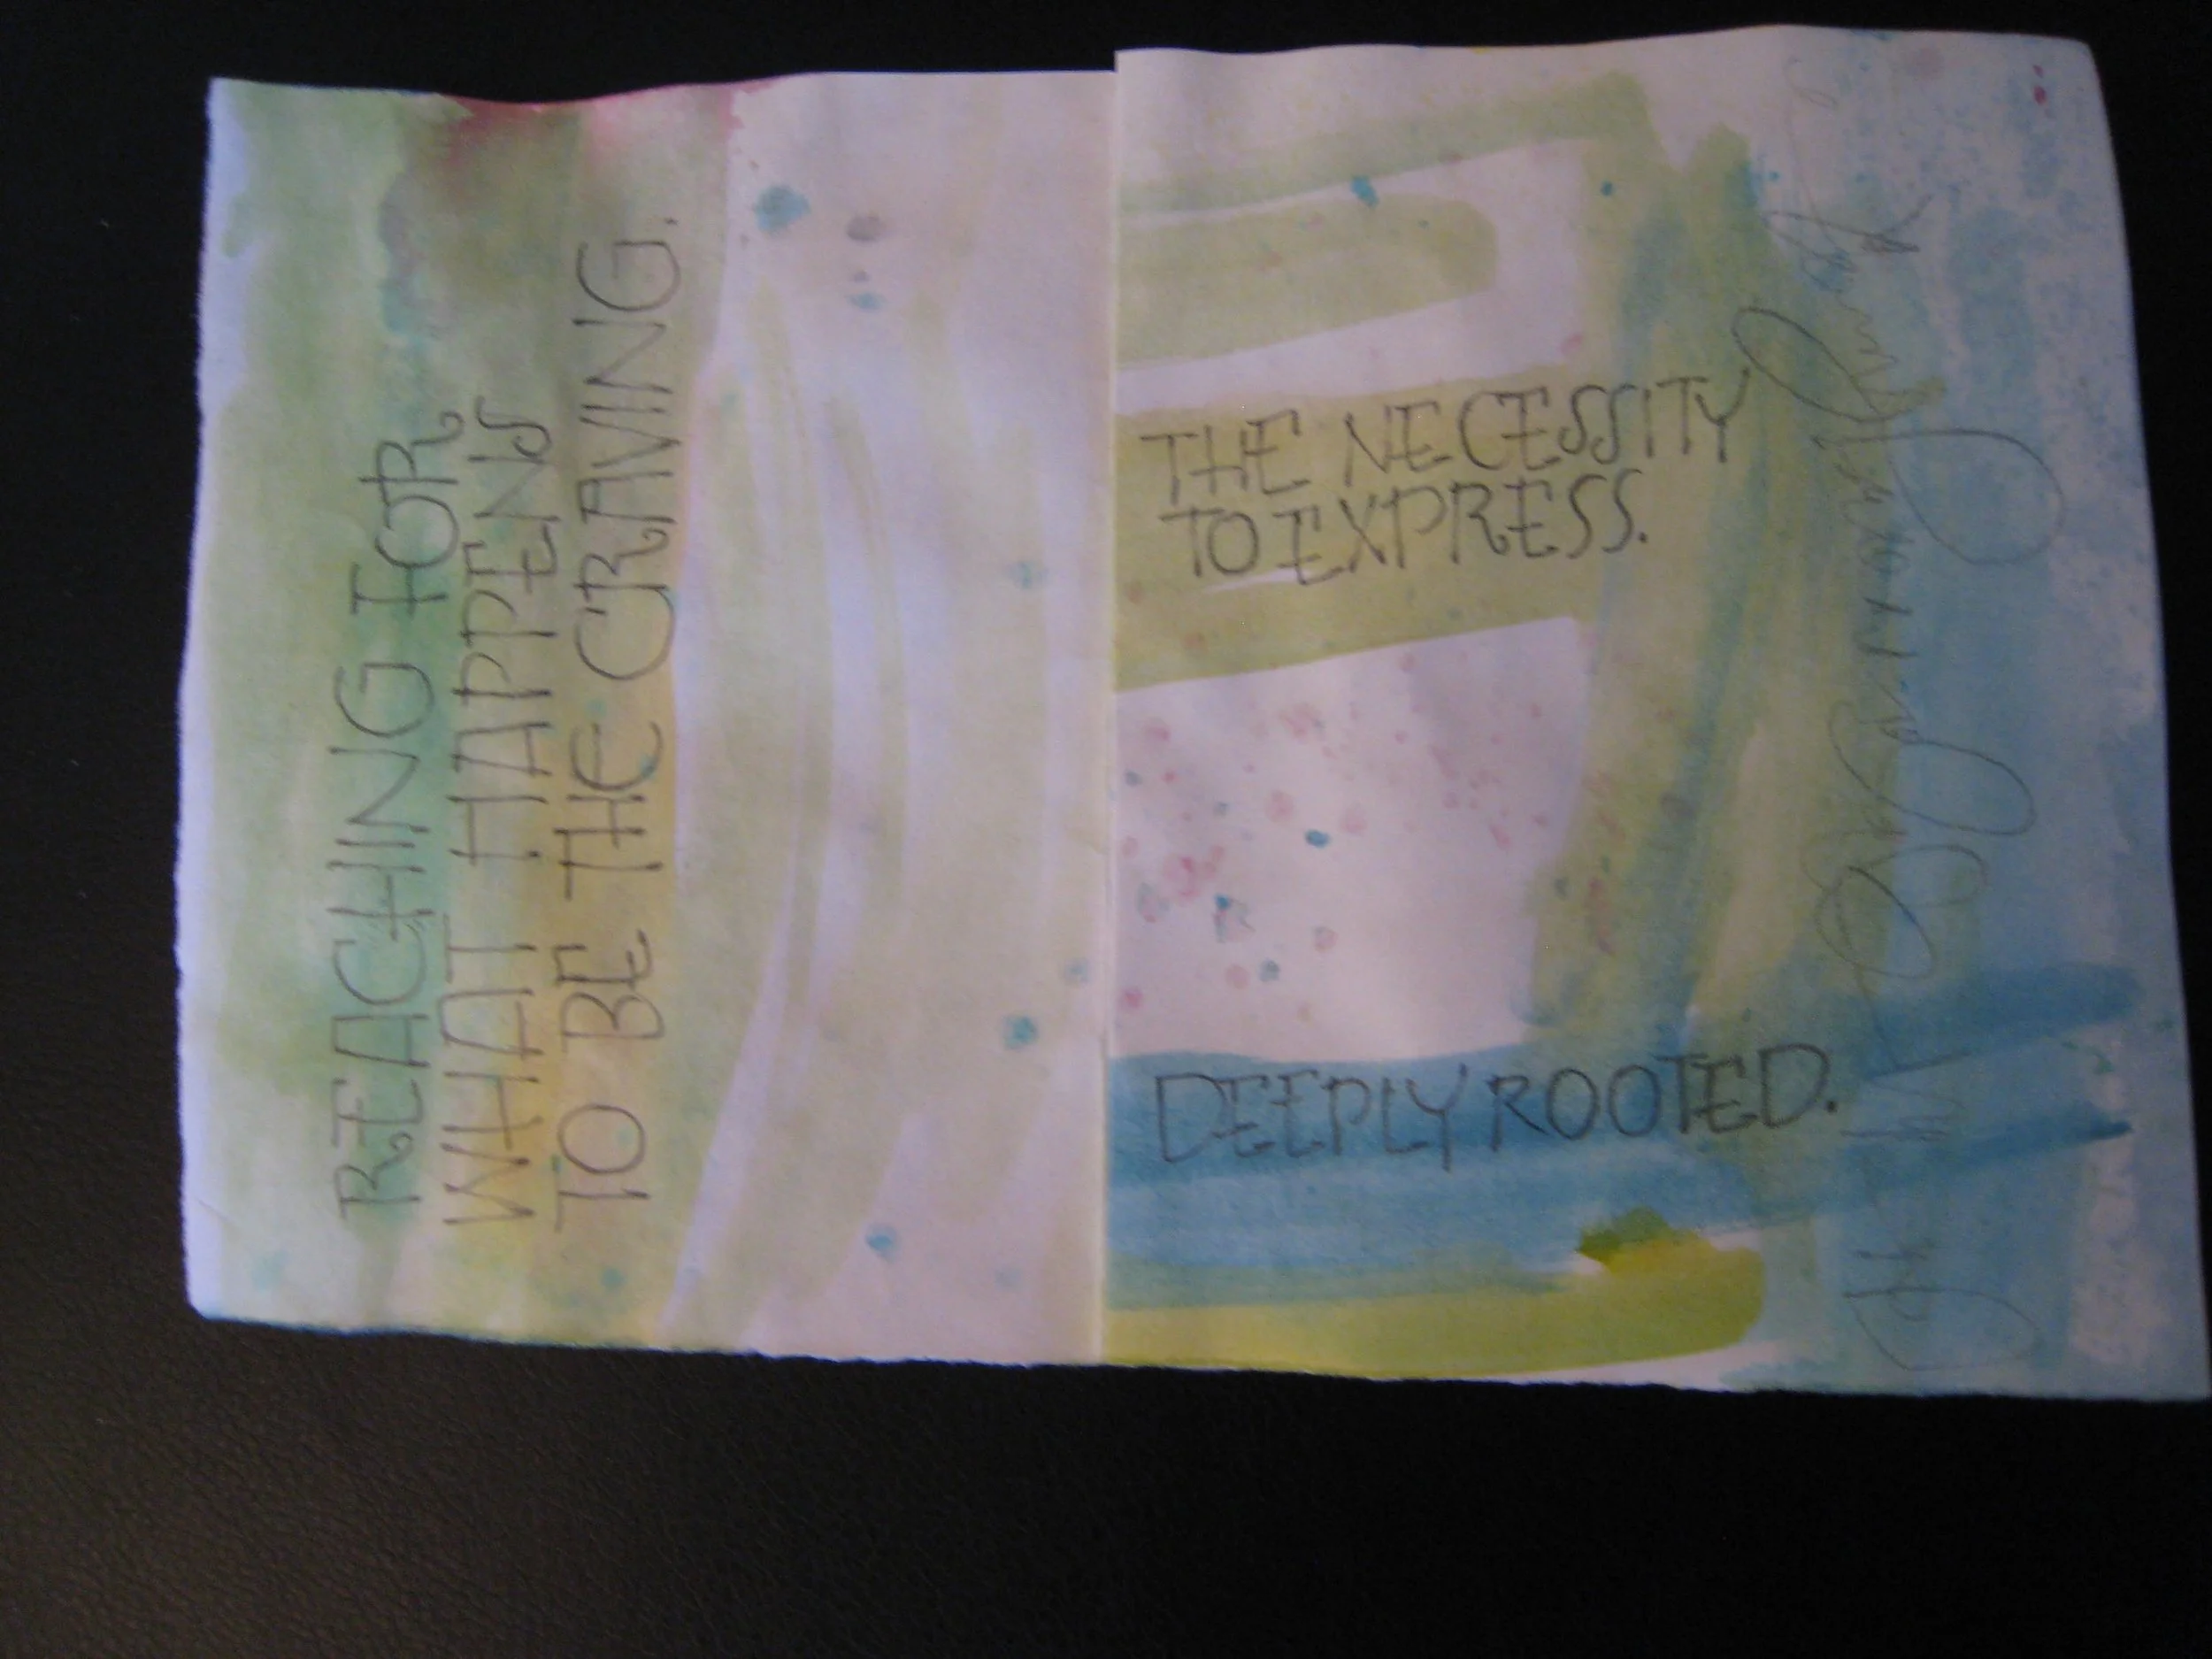 REACHING FOR
WHAT HAPPENS
TO BE THE CRAVING.
THE NECESSITY
TO EXPRESS.
DEEPLY ROOTED.